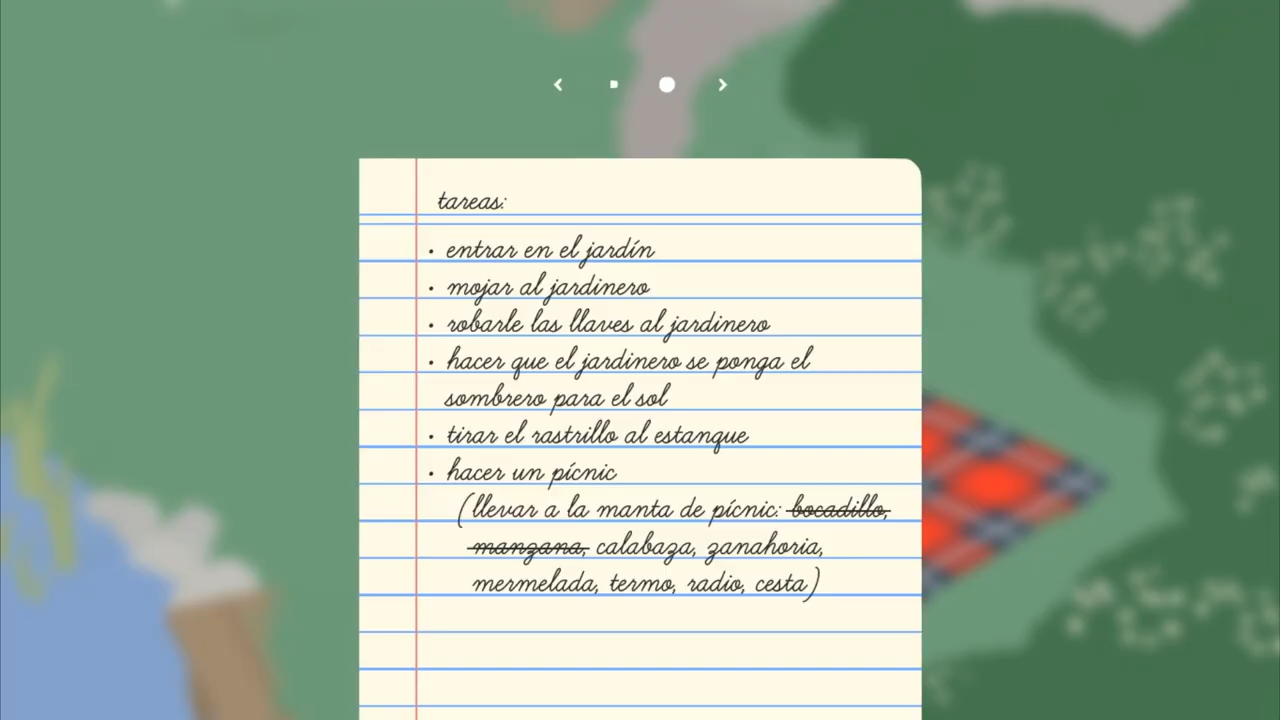 tareas:
• entrar en el jardín
• mojar al jardinero
• robarle las llaves al jardinero
• hacer que el jardinero se ponga el
sombrero para el sol
• tirar el rastrillo al estanque
• hacer un pícnic
(llevar a la manta de pícnic: bocadillo,
manzana, calabaza, zanahoria,
mermelada, termo, radio, cesta)